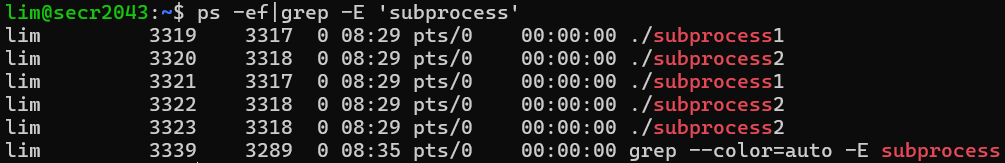 lim@secr2043:~$ ps -ef|grep -E 'subprocess'
lim 3319 3317 0 08:29 pts/0 00:00:00 ./subprocess1
lim 3320 3318 0 08:29 pts/0 00:00:00 ./subprocess2
lim 3321 3317 0 08:29 pts/0 00:00:00 ./subprocess1
lim 3322 3318 0 08:29 pts/0 00:00:00 ./subprocess2
lim 3323 3318 0 08:29 pts/0 00:00:00 ./subprocess2
lim 3339 3289 0 08:35 pts/0 00:00:00 grep --color=auto -E subprocess